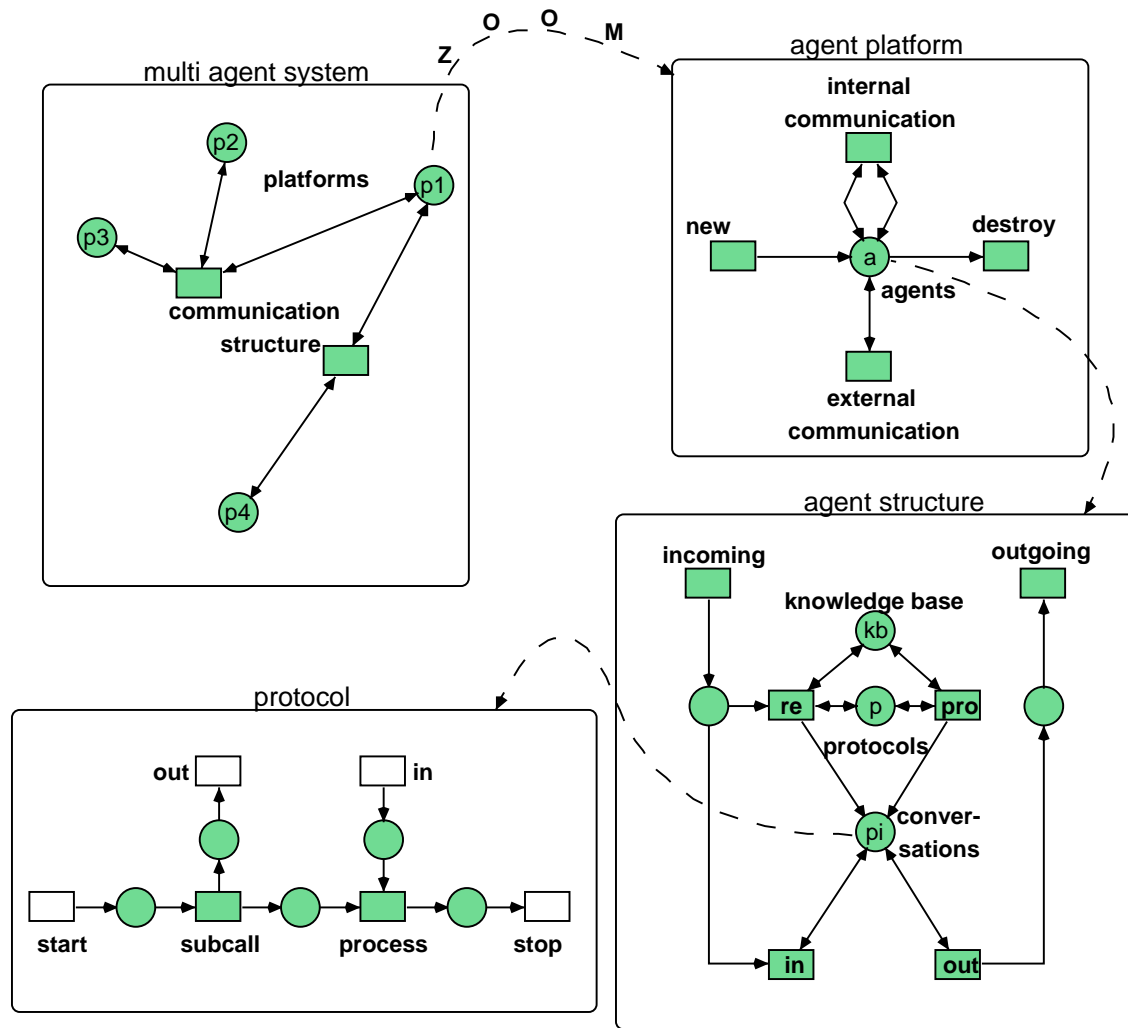 Z O O M
multi agent system
p2
platforms
p1
p3
communication
structure
p4
agent platform
internal
communication
new
destroy
a
agents
external
communication
agent structure
incoming
outgoing
knowledge base
kb
re
p
pro
protocols
pi
conver-
sations
in
out
protocol
out
in
start
subcall
process
stop